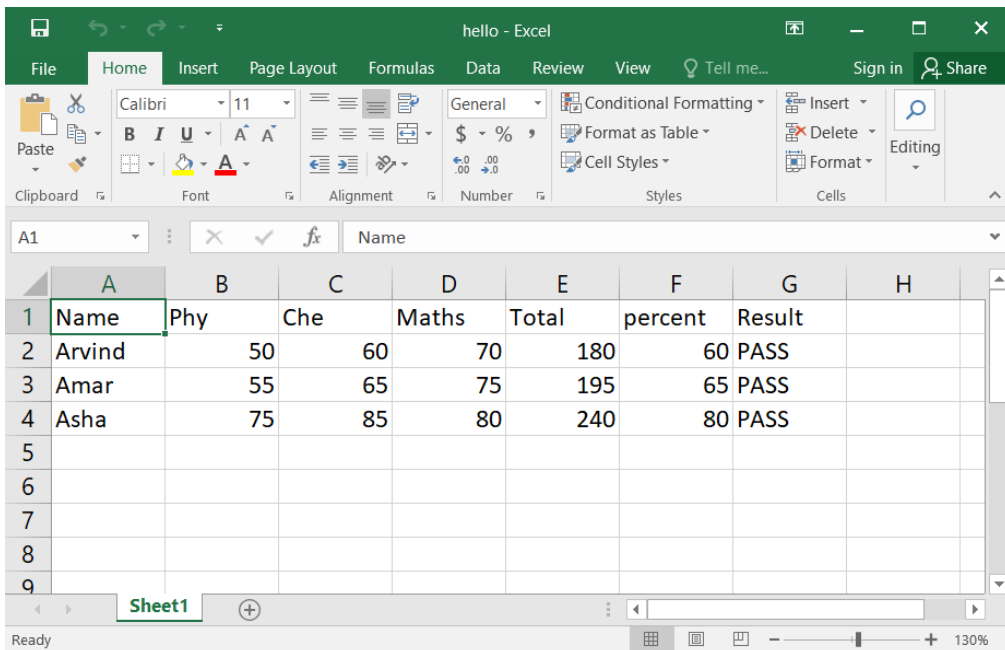 hello - Excel
File Home Insert Page Layout Formulas Data Review View Tell me... Sign in Share
Paste
Clipboard
Calibri 11
B I U A A
A
Font
Alignment
General
$ % ,
.0 .00
.00 .0
Number
Conditional Formatting
Format as Table
Cell Styles
Styles
Insert
Delete
Format
Cells
Editing
A1 fx Name
A B C D E F G H
1 Name Phy Che Maths Total percent Result
2 Arvind 50 60 70 180 60 PASS
3 Amar 55 65 75 195 65 PASS
4 Asha 75 85 80 240 80 PASS
5
6
7
8
9
Sheet1
Ready 130%